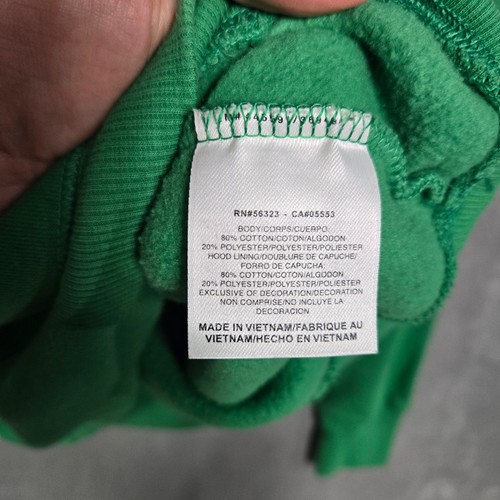 RN#56323 - CA#05553
BODY/CORPS/CUERPO:
80% COTTON/COTON/ALGODON
20% POLYESTER/POLYESTER/POLIESTER
HOOD LINING/DOUBLURE DE CAPUCHE/
FORRO DE CAPUCHA:
80% COTTON/COTON/ALGODON
20% POLYESTER/POLYESTER/POLIESTER
EXCLUSIVE OF DECORATION/DECORATION
NON COMPRISE/NO INCLUYE LA
DECORACION
MADE IN VIETNAM/FABRIQUE AU
VIETNAM/HECHO EN VIETNAM